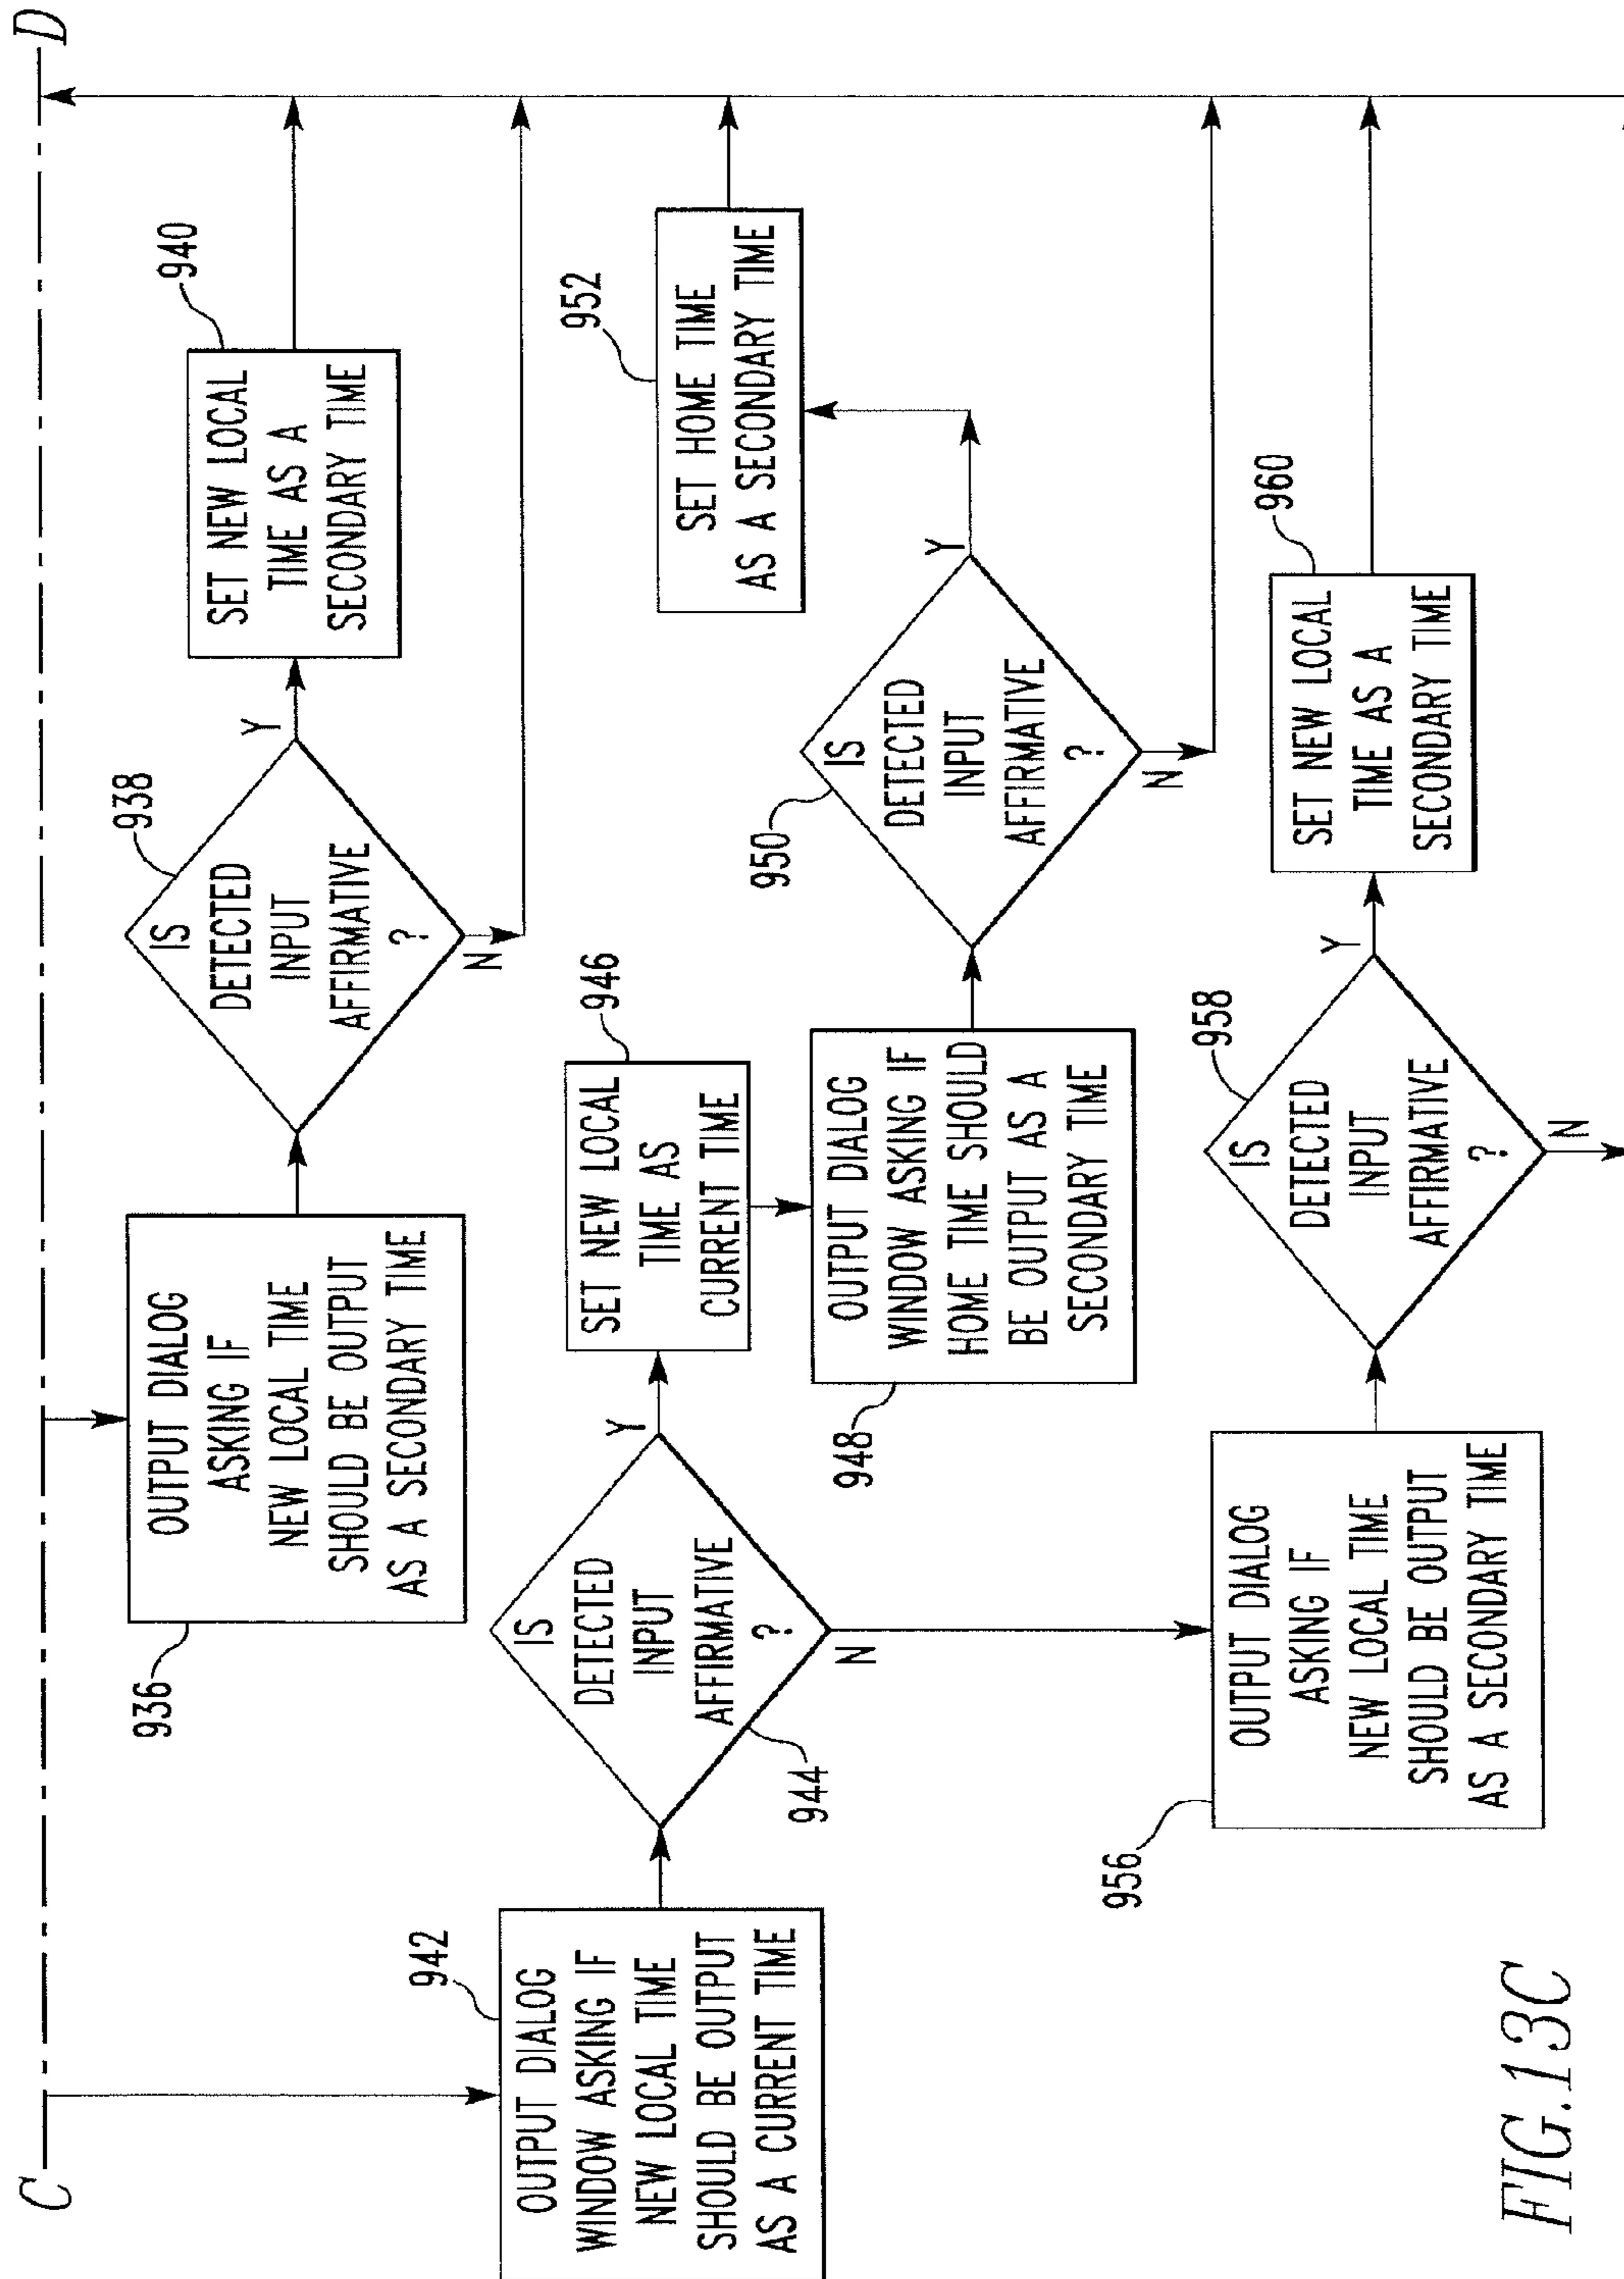 C
D
OUTPUT DIALOG
ASKING IF
NEW LOCAL TIME
SHOULD BE OUTPUT
AS A SECONDARY TIME
936
IS
DETECTED
INPUT
AFFIRMATIVE
?
938
Y
N
SET NEW LOCAL
TIME AS A
SECONDARY TIME
940
OUTPUT DIALOG
WINDOW ASKING IF
NEW LOCAL TIME
SHOULD BE OUTPUT
AS A CURRENT TIME
942
IS
DETECTED
INPUT
AFFIRMATIVE
?
944
Y
N
SET NEW LOCAL
TIME AS
CURRENT TIME
946
OUTPUT DIALOG
WINDOW ASKING IF
HOME TIME SHOULD
BE OUTPUT AS A
SECONDARY TIME
948
IS
DETECTED
INPUT
AFFIRMATIVE
?
950
Y
N
SET HOME TIME
AS A SECONDARY TIME
952
OUTPUT DIALOG
ASKING IF
NEW LOCAL TIME
SHOULD BE OUTPUT
AS A SECONDARY TIME
956
IS
DETECTED
INPUT
AFFIRMATIVE
?
958
Y
N
SET NEW LOCAL
TIME AS A
SECONDARY TIME
960
FIG.13C